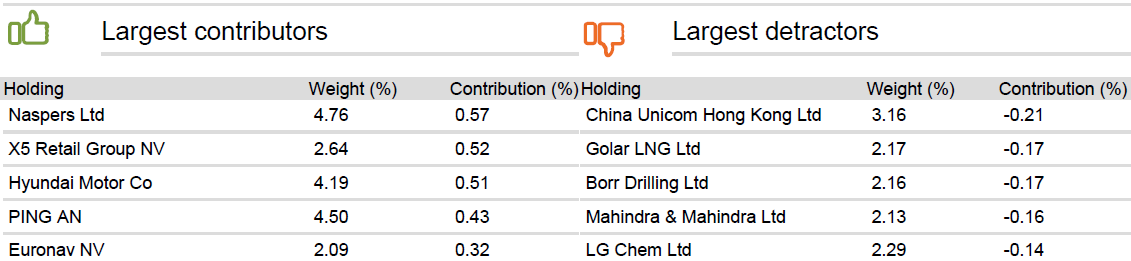 Largest contributors Largest detractors
Holding Weight (%) Contribution (%) Holding Weight (%) Contribution (%)
Naspers Ltd 4.76 0.57 China Unicom Hong Kong Ltd 3.16 -0.21
X5 Retail Group NV 2.64 0.52 Golar LNG Ltd 2.17 -0.17
Hyundai Motor Co 4.19 0.51 Borr Drilling Ltd 2.16 -0.17
PING AN 4.50 0.43 Mahindra & Mahindra Ltd 2.13 -0.16
Euronav NV 2.09 0.32 LG Chem Ltd 2.29 -0.14